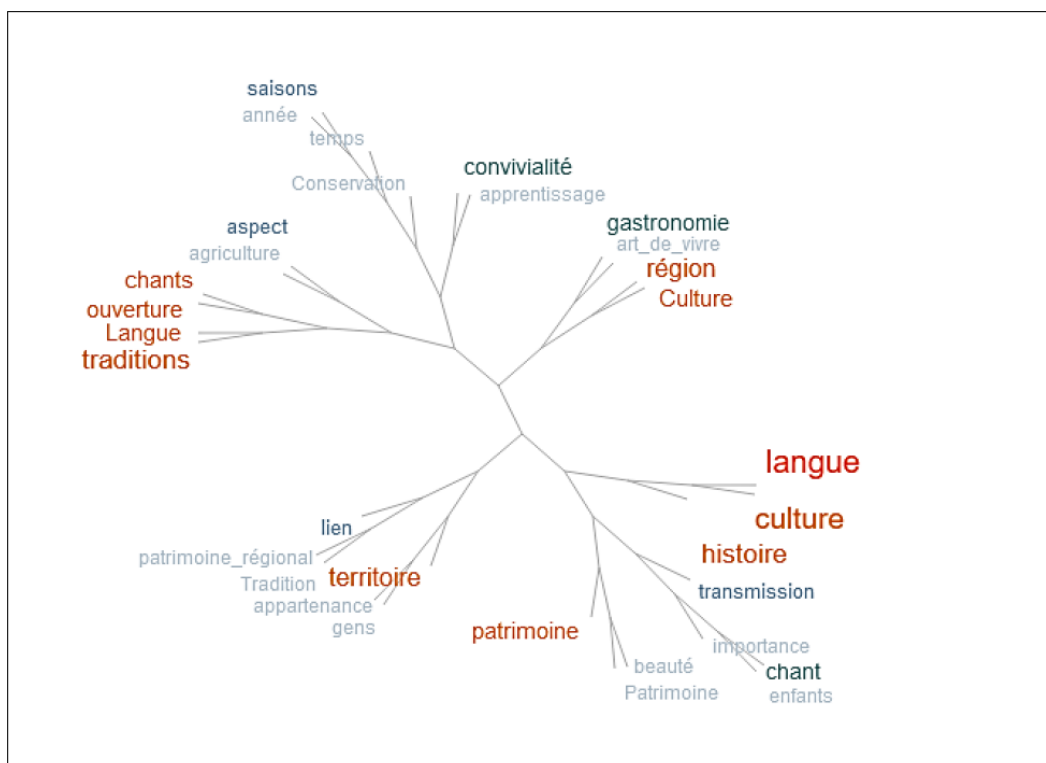 saisons
année
temps
convivialité
Conservation
apprentissage
gastronomie
aspect
art_de_vivre
agriculture
région
chants
Culture
ouverture
Langue
traditions
langue
culture
lien
histoire
patrimoine_régional
territoire
Tradition
transmission
appartenance
gens
patrimoine
importance
beauté
chant
Patrimoine
enfants